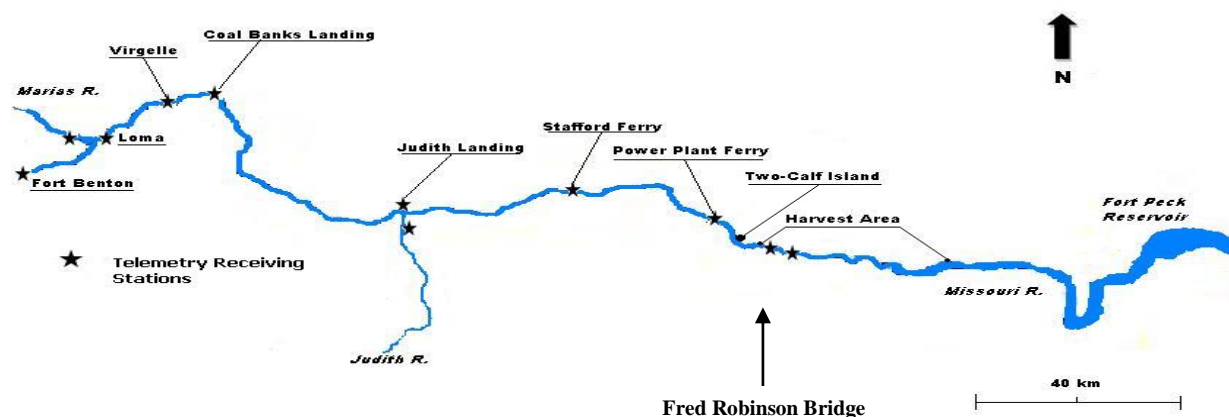 Coal Banks Landing
Virgelle
Marias R.
Loma
Fort Benton
Stafford Ferry
Judith Landing
Power Plant Ferry
Two-Calf Island
Harvest Area
Fort Peck
Reservoir
N
Telemetry Receiving
Stations
Missouri R.
Judith R.
40 km
Fred Robinson Bridge